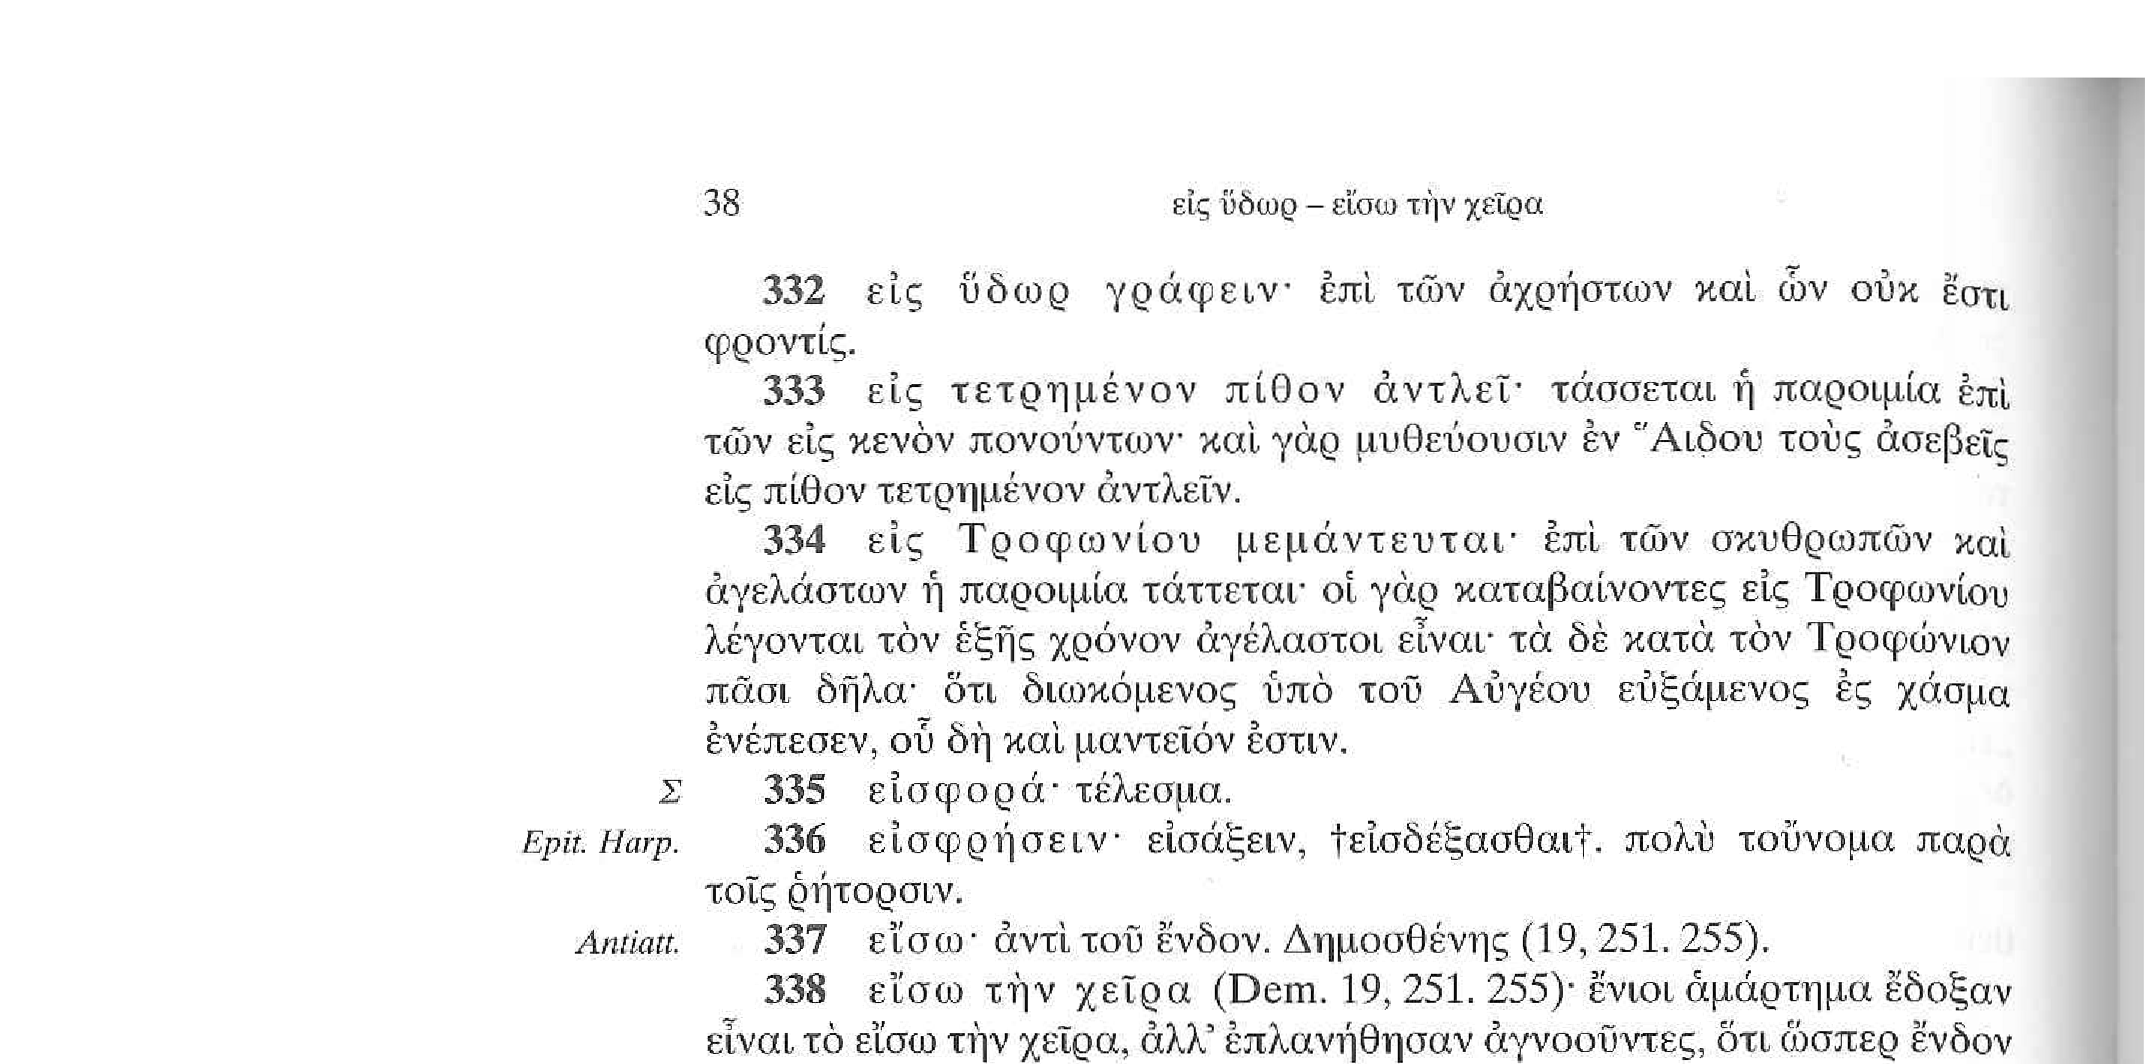 38 εἰς ὕδωρ – εἴσω τὴν χεῖρα
332 εἰς ὕδωρ γράφειν· ἐπὶ τῶν ἀχρήστων καὶ ὧν οὐκ ἔστι
φροντίς.
333 εἰς τετρημένον πίθον ἀντλεῖ· τάσσεται ἡ παροιμία ἐπὶ
τῶν εἰς κενὸν πονούντων· καὶ γὰρ μυθεύουσιν ἐν Ἅιδου τοὺς ἀσεβεῖς
εἰς πίθον τετρημένον ἀντλεῖν.
334 εἰς Τροφωνίου μεμάντευται· ἐπὶ τῶν σκυθρωπῶν καὶ
ἀγελάστων ἡ παροιμία τάττεται· οἱ γὰρ καταβαίνοντες εἰς Τροφωνίου
λέγονται τὸν ἑξῆς χρόνον ἀγέλαστοι εἶναι· τὰ δὲ κατὰ τὸν Τροφώνιον
πᾶσι δῆλα· ὅτι διωκόμενος ὑπὸ τοῦ Αὐγέου εὐξάμενος ἐς χάσμα
ἐνέπεσεν, οὗ δὴ καὶ μαντεῖόν ἐστιν.
Σ 335 εἰσφορά· τέλεσμα.
Epit. Harp. 336 εἰσφρήσειν· εἰσάξειν, †εἰσδέξασθαι†. πολὺ τοὔνομα παρὰ
τοῖς ῥήτορσιν.
Antiatt. 337 εἴσω· ἀντὶ τοῦ ἔνδον. Δημοσθένης (19, 251. 255).
338 εἴσω τὴν χεῖρα (Dem. 19, 251. 255)· ἔνιοι ἁμάρτημα ἔδοξαν
εἶναι τὸ εἴσω τὴν χεῖρα, ἀλλ’ ἐπλανήθησαν ἀγνοοῦντες, ὅτι ὥσπερ ἔνδον